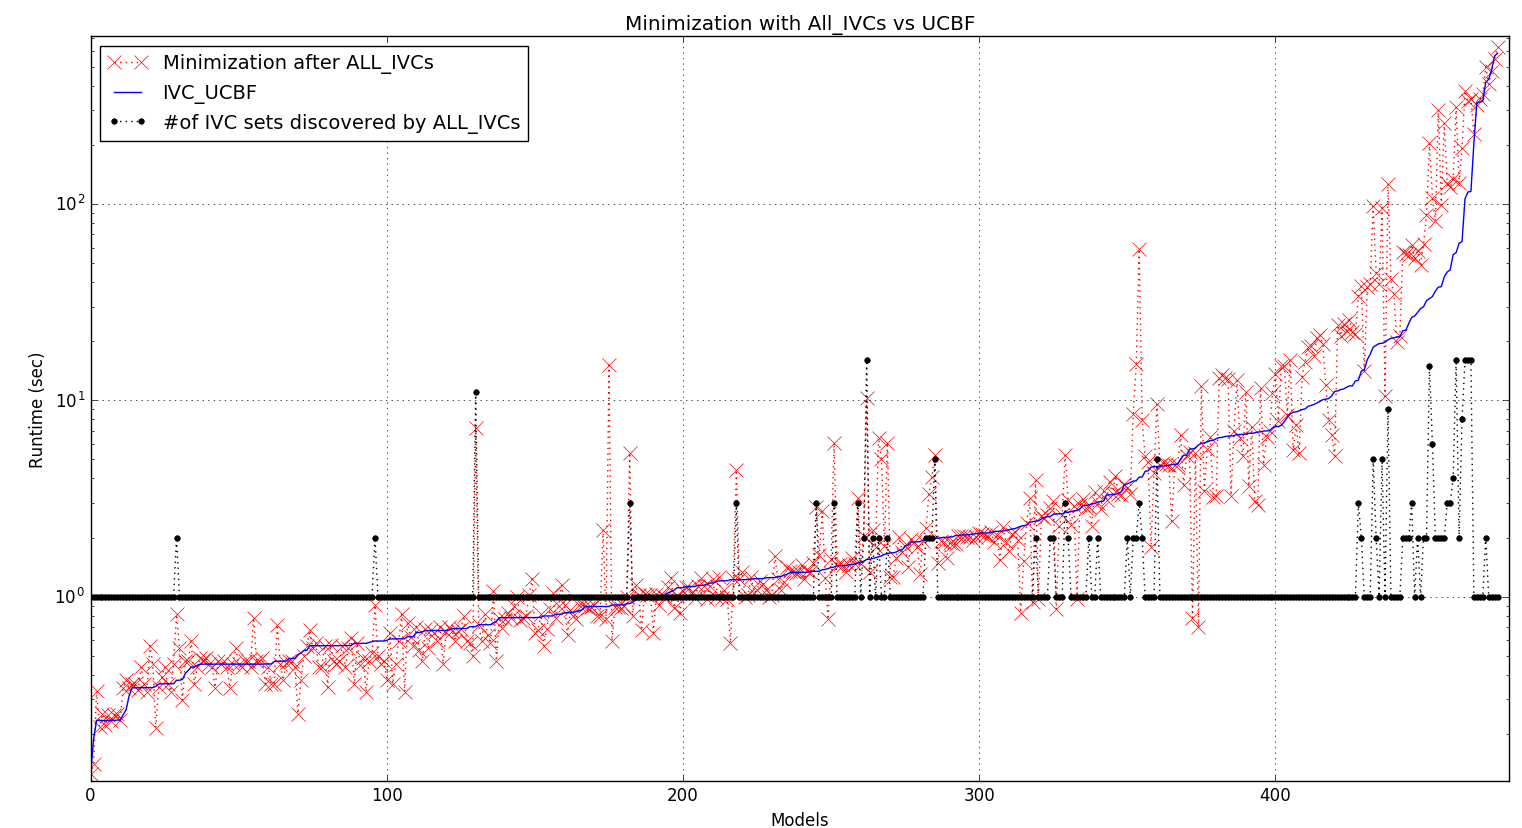 Minimization with All_IVCs vs UCBF
Minimization after ALL_IVCs
IVC_UCBF
#of IVC sets discovered by ALL_IVCs
Runtime (sec)
10^2
10^1
10^0
0 100 200 300 400
Models